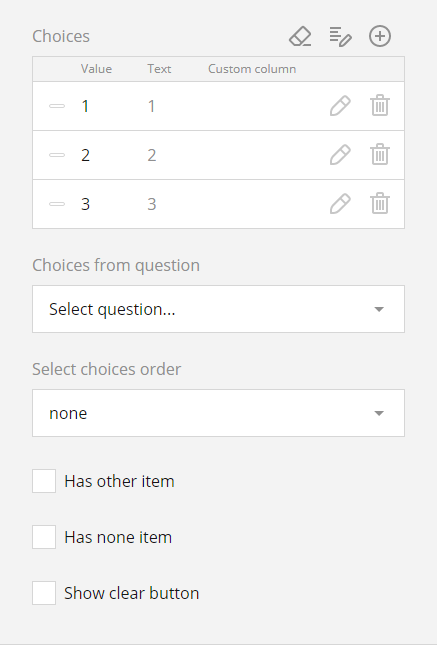 Choices
Value Text Custom column
1 1
2 2
3 3
Choices from question
Select question...
Select choices order
none
Has other item
Has none item
Show clear button